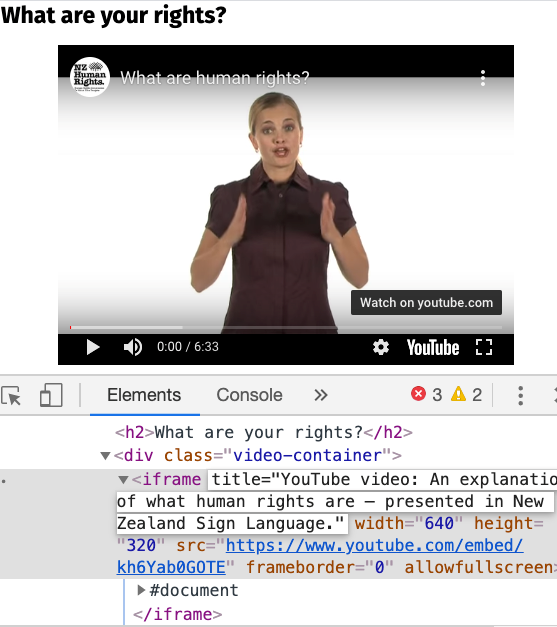 What are your rights?
NZ
Human
Rights.
What are human rights?
Watch on youtube.com
0:00 / 6:33
YouTube
Elements Console » 3 2
<h2>What are your rights?</h2>
▼<div class="video-container">
▼<iframe title="YouTube video: An explanatio
of what human rights are – presented in New
Zealand Sign Language." width="640" height=
"320" src="https://www.youtube.com/embed/
kh6Yab0GOTE" frameborder="0" allowfullscreen>
▶#document
</iframe>